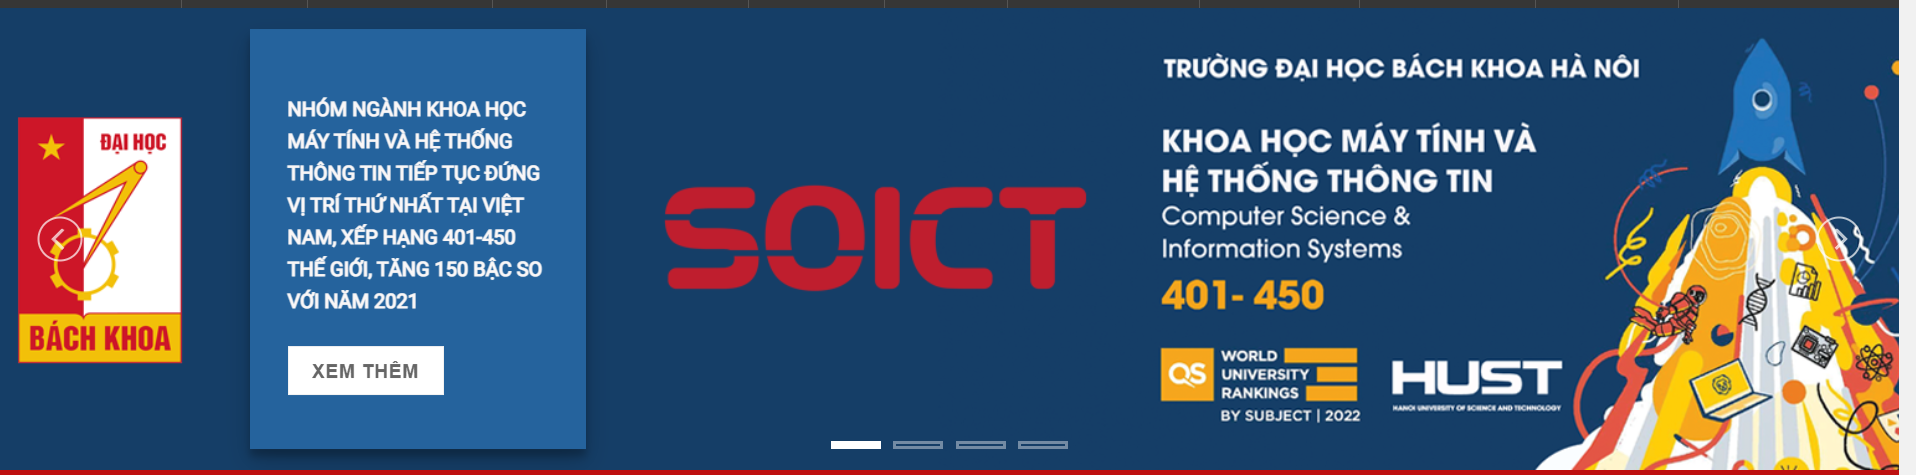 ĐẠI HỌC
BÁCH KHOA
NHÓM NGÀNH KHOA HỌC
MÁY TÍNH VÀ HỆ THỐNG
THÔNG TIN TIẾP TỤC ĐỨNG
VỊ TRÍ THỨ NHẤT TẠI VIỆT
NAM, XẾP HẠNG 401-450
THẾ GIỚI, TĂNG 150 BẬC SO
VỚI NĂM 2021
XEM THÊM
SOICT
TRƯỜNG ĐẠI HỌC BÁCH KHOA HÀ NÔI
KHOA HỌC MÁY TÍNH VÀ
HỆ THỐNG THÔNG TIN
Computer Science &
Information Systems
401- 450
QS
WORLD
UNIVERSITY
RANKINGS
BY SUBJECT | 2022
HUST
HANOI UNIVERSITY OF SCIENCE AND TECHNOLOGY